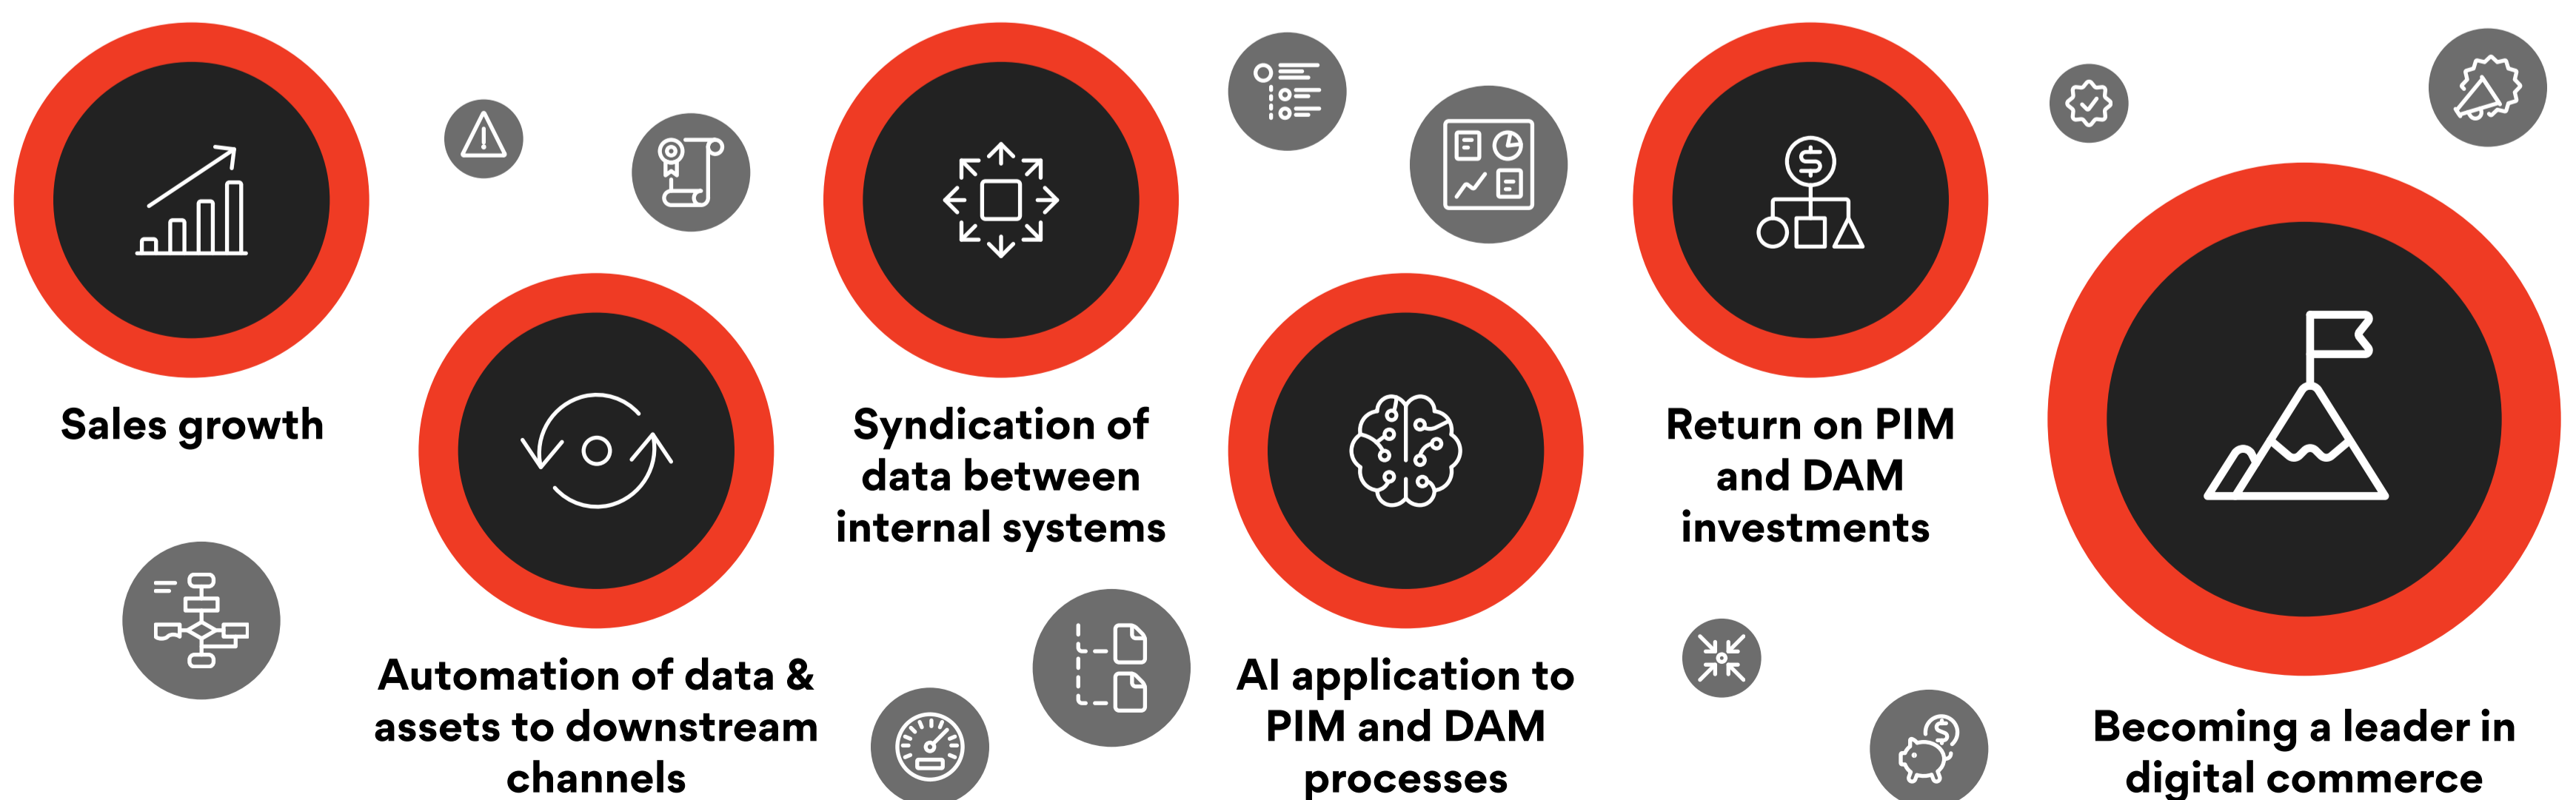 Sales growth
Automation of data &
assets to downstream
channels
Syndication of
data between
internal systems
AI application to
PIM and DAM
processes
Return on PIM
and DAM
investments
Becoming a leader in
digital commerce